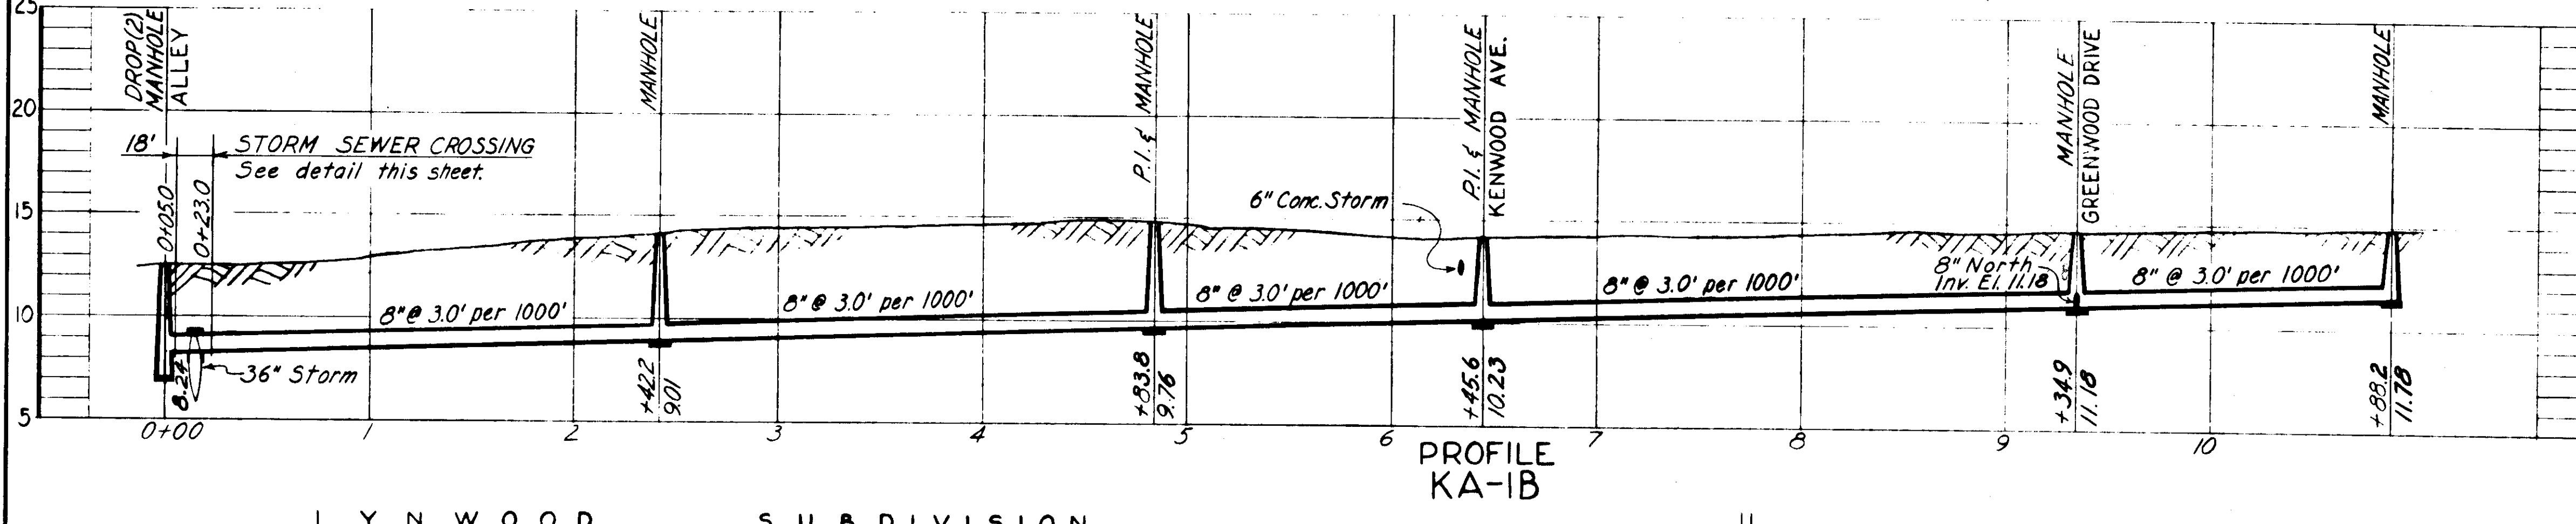 25
20
15
10
5
DROP(2)
MANHOLE
ALLEY
MANHOLE
P.I. & MANHOLE
P.I. & MANHOLE
KENWOOD AVE.
MANHOLE
GREENWOOD DRIVE
MANHOLE
18'
STORM SEWER CROSSING
See detail this sheet.
0+05.0
0+23.0
6" Conc. Storm
8" North
Inv. El. 11.18
8" @ 3.0' per 1000'
8" @ 3.0' per 1000'
8" @ 3.0' per 1000'
8" @ 3.0' per 1000'
8" @ 3.0' per 1000'
36" Storm
8.24
+42.2
9.01
+83.8
9.76
+45.6
10.23
+34.9
11.18
+88.2
11.78
0+00
1
2
3
4
5
6
7
8
9
10
PROFILE
KA-1B
LYNWOOD SUBDIVISION